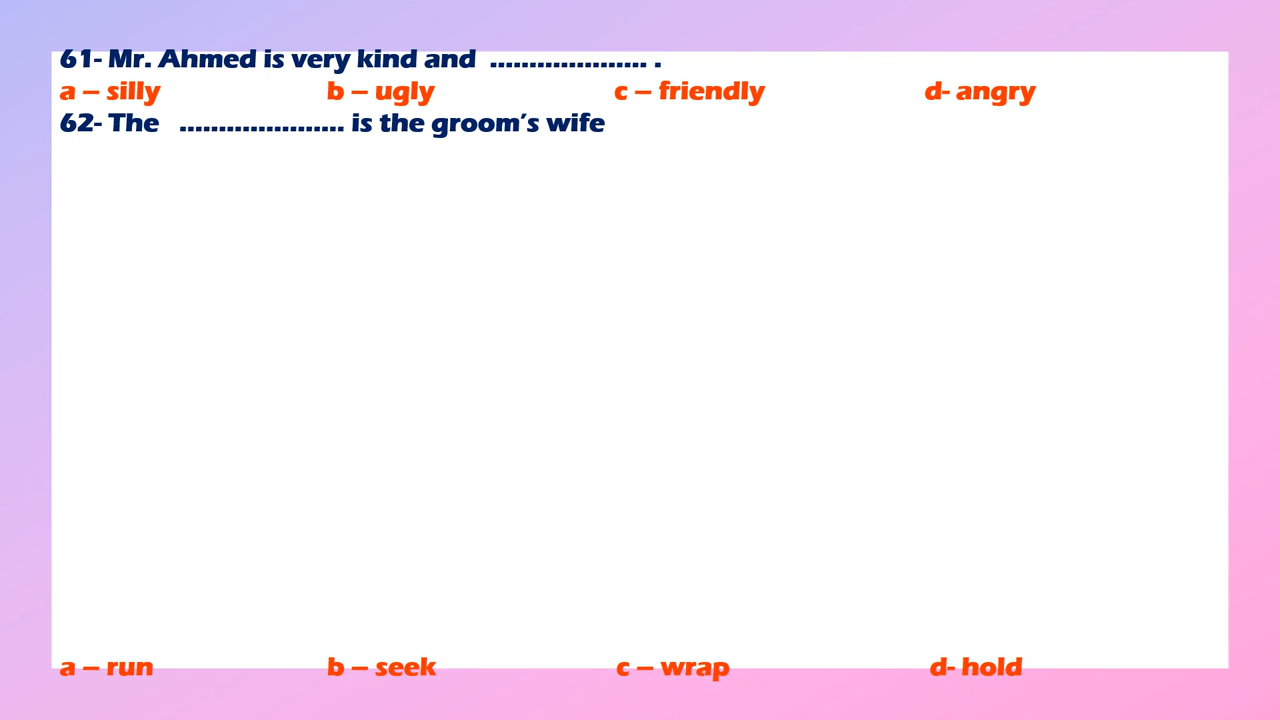 61- Mr. Ahmed is very kind and .................... .
a – silly b – ugly c – friendly d- angry
62- The ..................... is the groom’s wife
a – run b – seek c – wrap d- hold